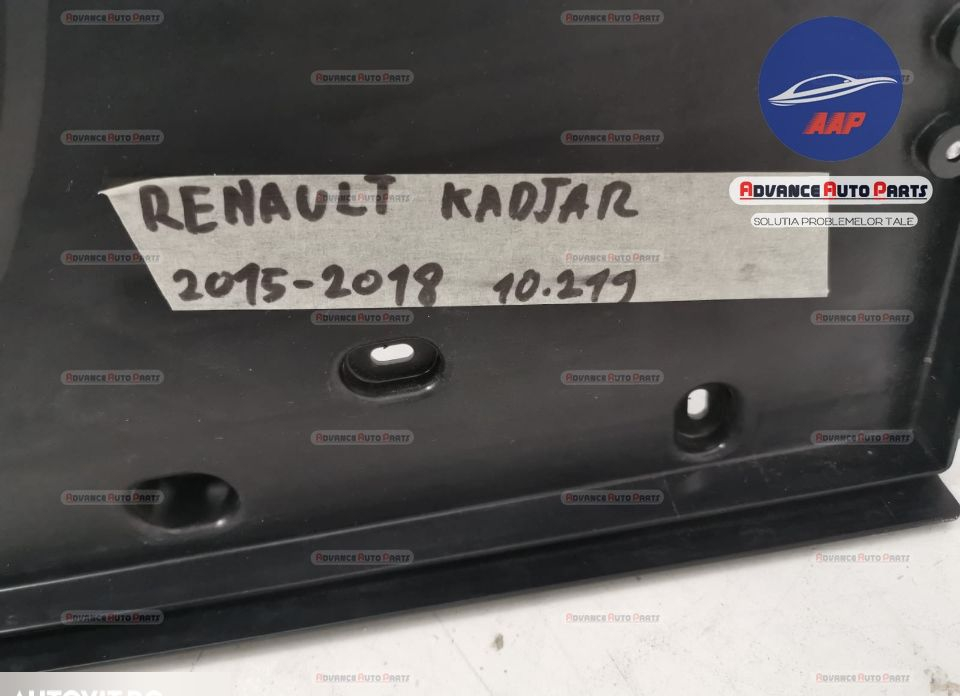 AAP
ADVANCE AUTO PARTS
SOLUTIA PROBLEMELOR TALE
RENAULT KADJAR
2015-2018 10.219